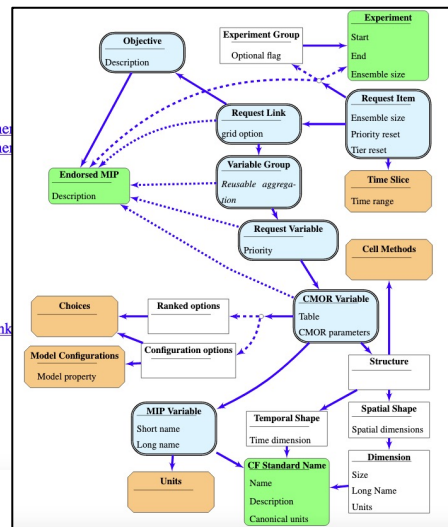 Experiment
Start
End
Ensemble size
Experiment Group
Optional flag
Objective
Description
Request Link
grid option
Request Item
Ensemble size
Priority reset
Tier reset
Variable Group
Reusable aggrega-
tion
Time Slice
Time range
Endorsed MIP
Description
Request Variable
Priority
Cell Methods
CMOR Variable
Table
CMOR parameters
Choices
Ranked options
Configuration options
Model Configurations
Model property
Structure
MIP Variable
Short name
Long name
Temporal Shape
Time dimension
Spatial Shape
Spatial dimensions
Dimension
Size
Long Name
Units
CF Standard Name
Name
Description
Canonical units
Units